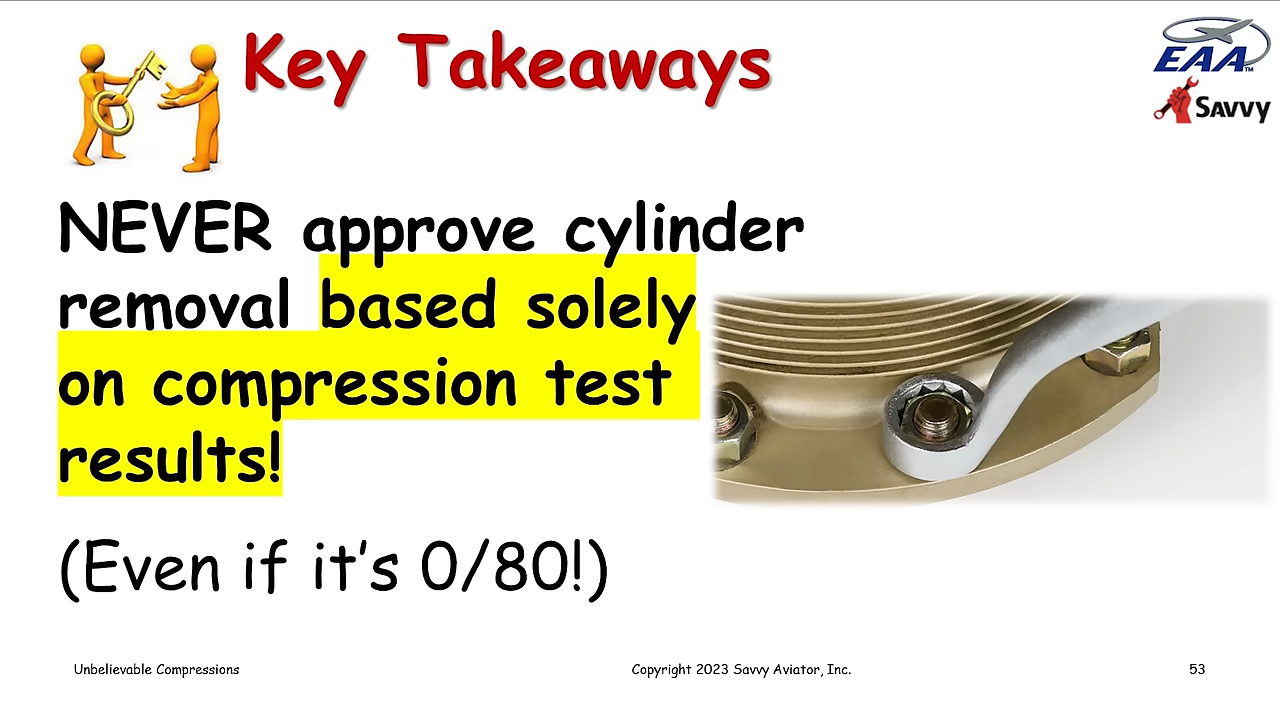 Key Takeaways
EAA™
Savvy
NEVER approve cylinder
removal based solely
on compression test
results!
(Even if it's 0/80!)
Unbelievable Compressions
Copyright 2023 Savvy Aviator, Inc.
53